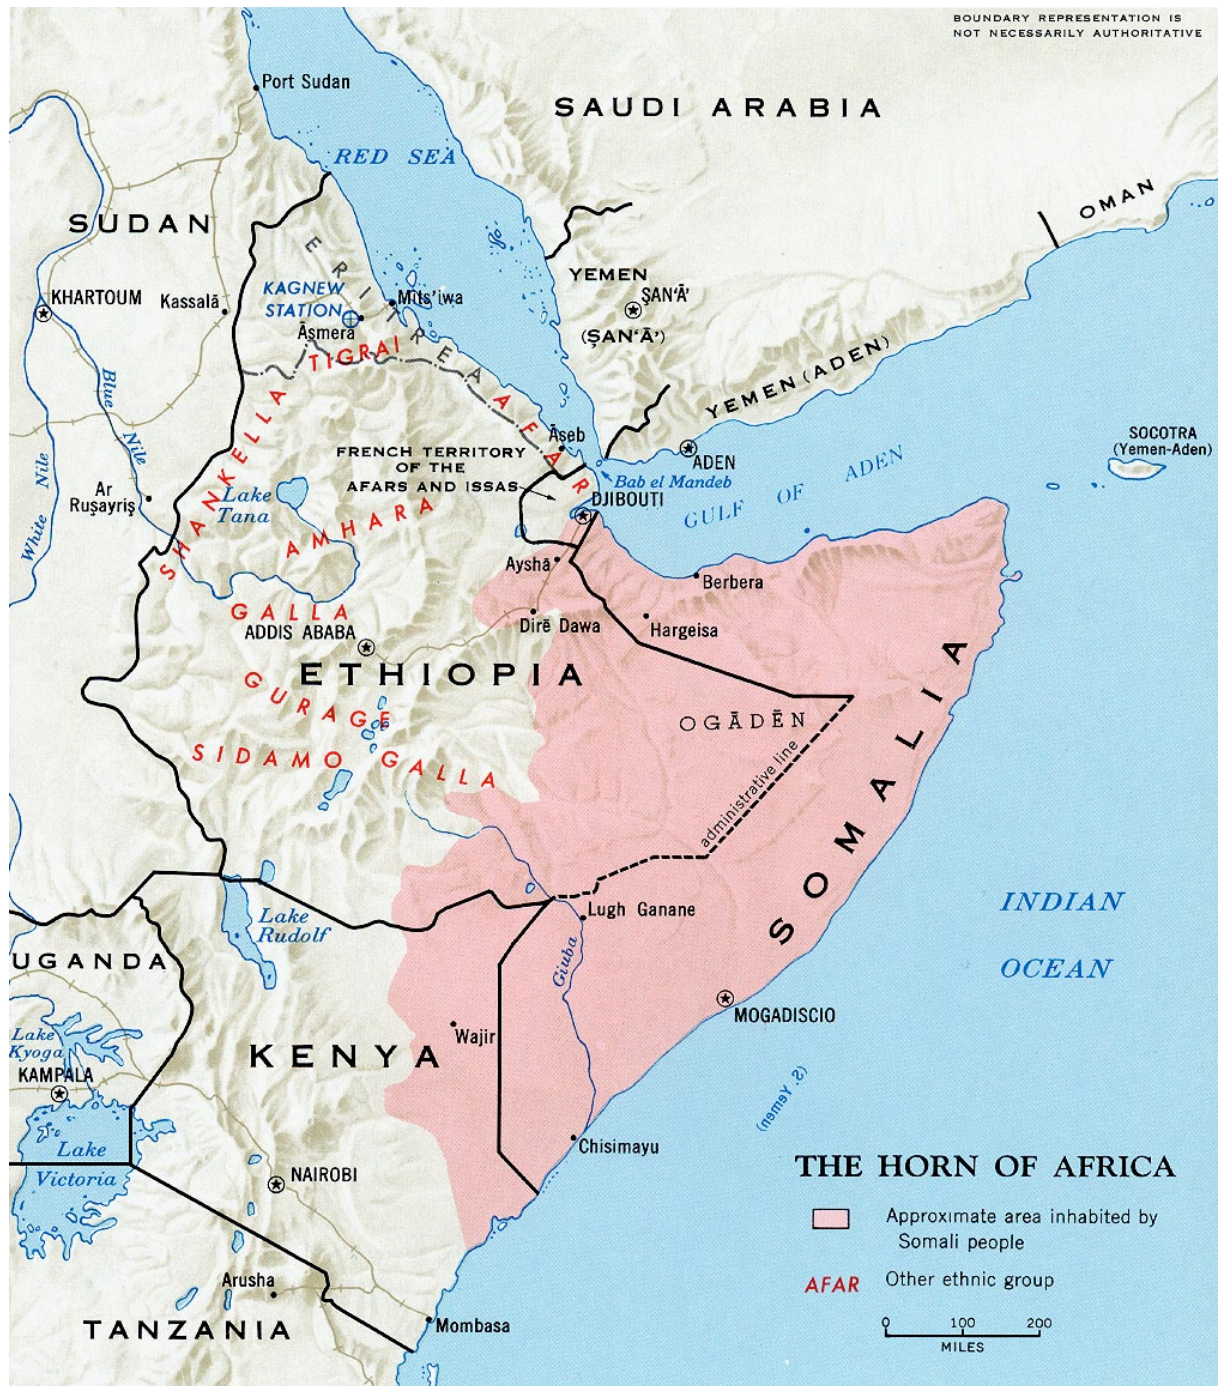 BOUNDARY REPRESENTATION IS
NOT NECESSARILY AUTHORITATIVE
Port Sudan
SAUDI ARABIA
RED SEA
OMAN
SUDAN
ERITREA
YEMEN
KAGNEW
STATION
Mits'iwa
ṢAN'Ā'
(ṢAN'Ā')
KHARTOUM
Kassalā
Āsmera
TIGRAI
YEMEN (ADEN)
Blue
Nile
SHANKELLA
AFAR
Āseb
SOCOTRA
(Yemen-Aden)
FRENCH TERRITORY
OF THE
AFARS AND ISSAS
ADEN
Bab el Mandeb
GULF OF ADEN
White Nile
Ar
Ruşayriş
Lake
Tana
AMHARA
DJIBOUTI
Ayshā
Berbera
GALLA
ADDIS ABABA
Dirē Dawa
Hargeisa
ETHIOPIA
GURAGE
OGĀDĒN
SIDAMO GALLA
administrative line
SOMALIA
Lake
Rudolf
Lugh Ganane
INDIAN
OCEAN
Giuba
UGANDA
MOGADISCIO
Lake
Kyoga
Wajir
KENYA
KAMPALA
(S. Yemen)
Lake
Victoria
Chisimayu
NAIROBI
THE HORN OF AFRICA
Approximate area inhabited by
Somali people
Arusha
AFAR
Other ethnic group
TANZANIA
Mombasa
0 100 200
MILES